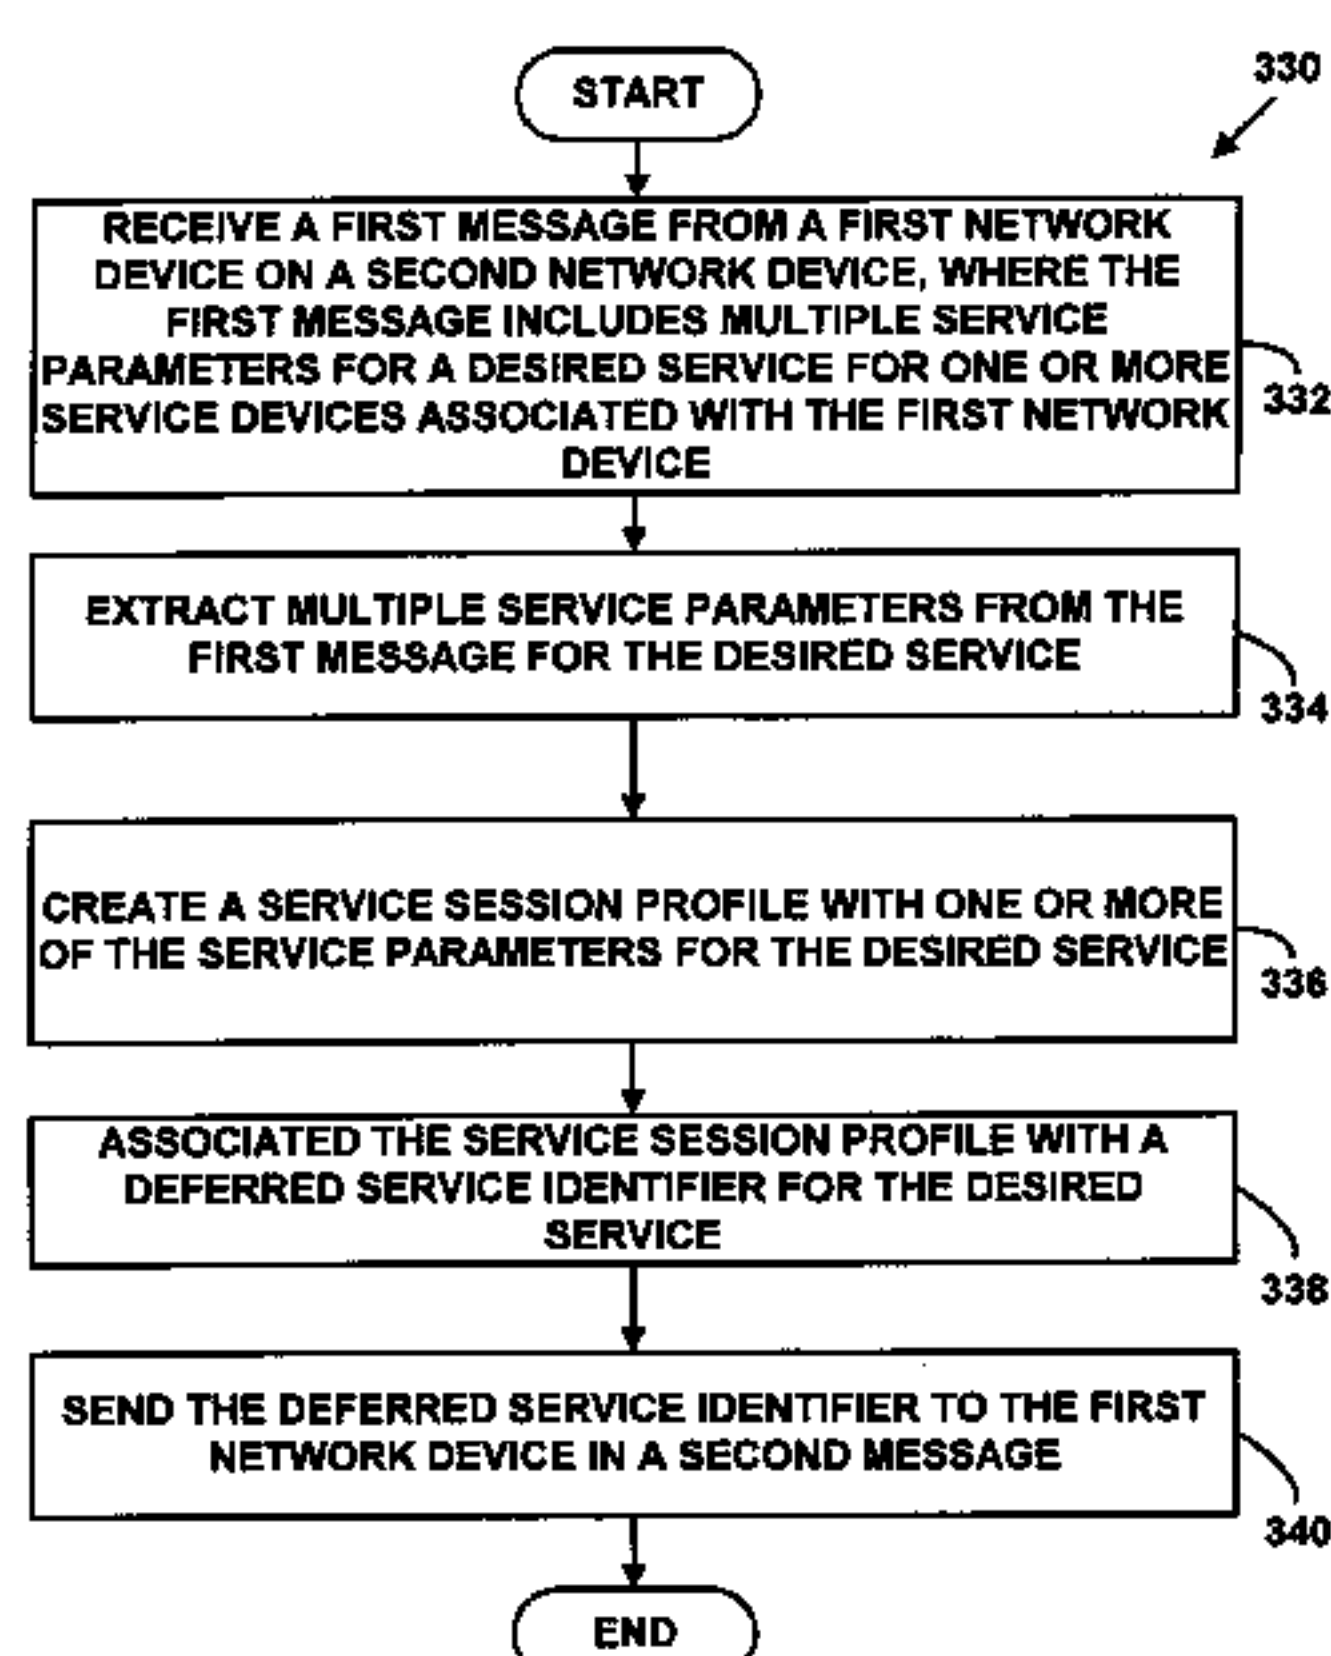 START
330
RECEIVE A FIRST MESSAGE FROM A FIRST NETWORK
DEVICE ON A SECOND NETWORK DEVICE, WHERE THE
FIRST MESSAGE INCLUDES MULTIPLE SERVICE
PARAMETERS FOR A DESIRED SERVICE FOR ONE OR MORE
SERVICE DEVICES ASSOCIATED WITH THE FIRST NETWORK
DEVICE
332
EXTRACT MULTIPLE SERVICE PARAMETERS FROM THE
FIRST MESSAGE FOR THE DESIRED SERVICE
334
CREATE A SERVICE SESSION PROFILE WITH ONE OR MORE
OF THE SERVICE PARAMETERS FOR THE DESIRED SERVICE
336
ASSOCIATED THE SERVICE SESSION PROFILE WITH A
DEFERRED SERVICE IDENTIFIER FOR THE DESIRED
SERVICE
338
SEND THE DEFERRED SERVICE IDENTIFIER TO THE FIRST
NETWORK DEVICE IN A SECOND MESSAGE
340
END